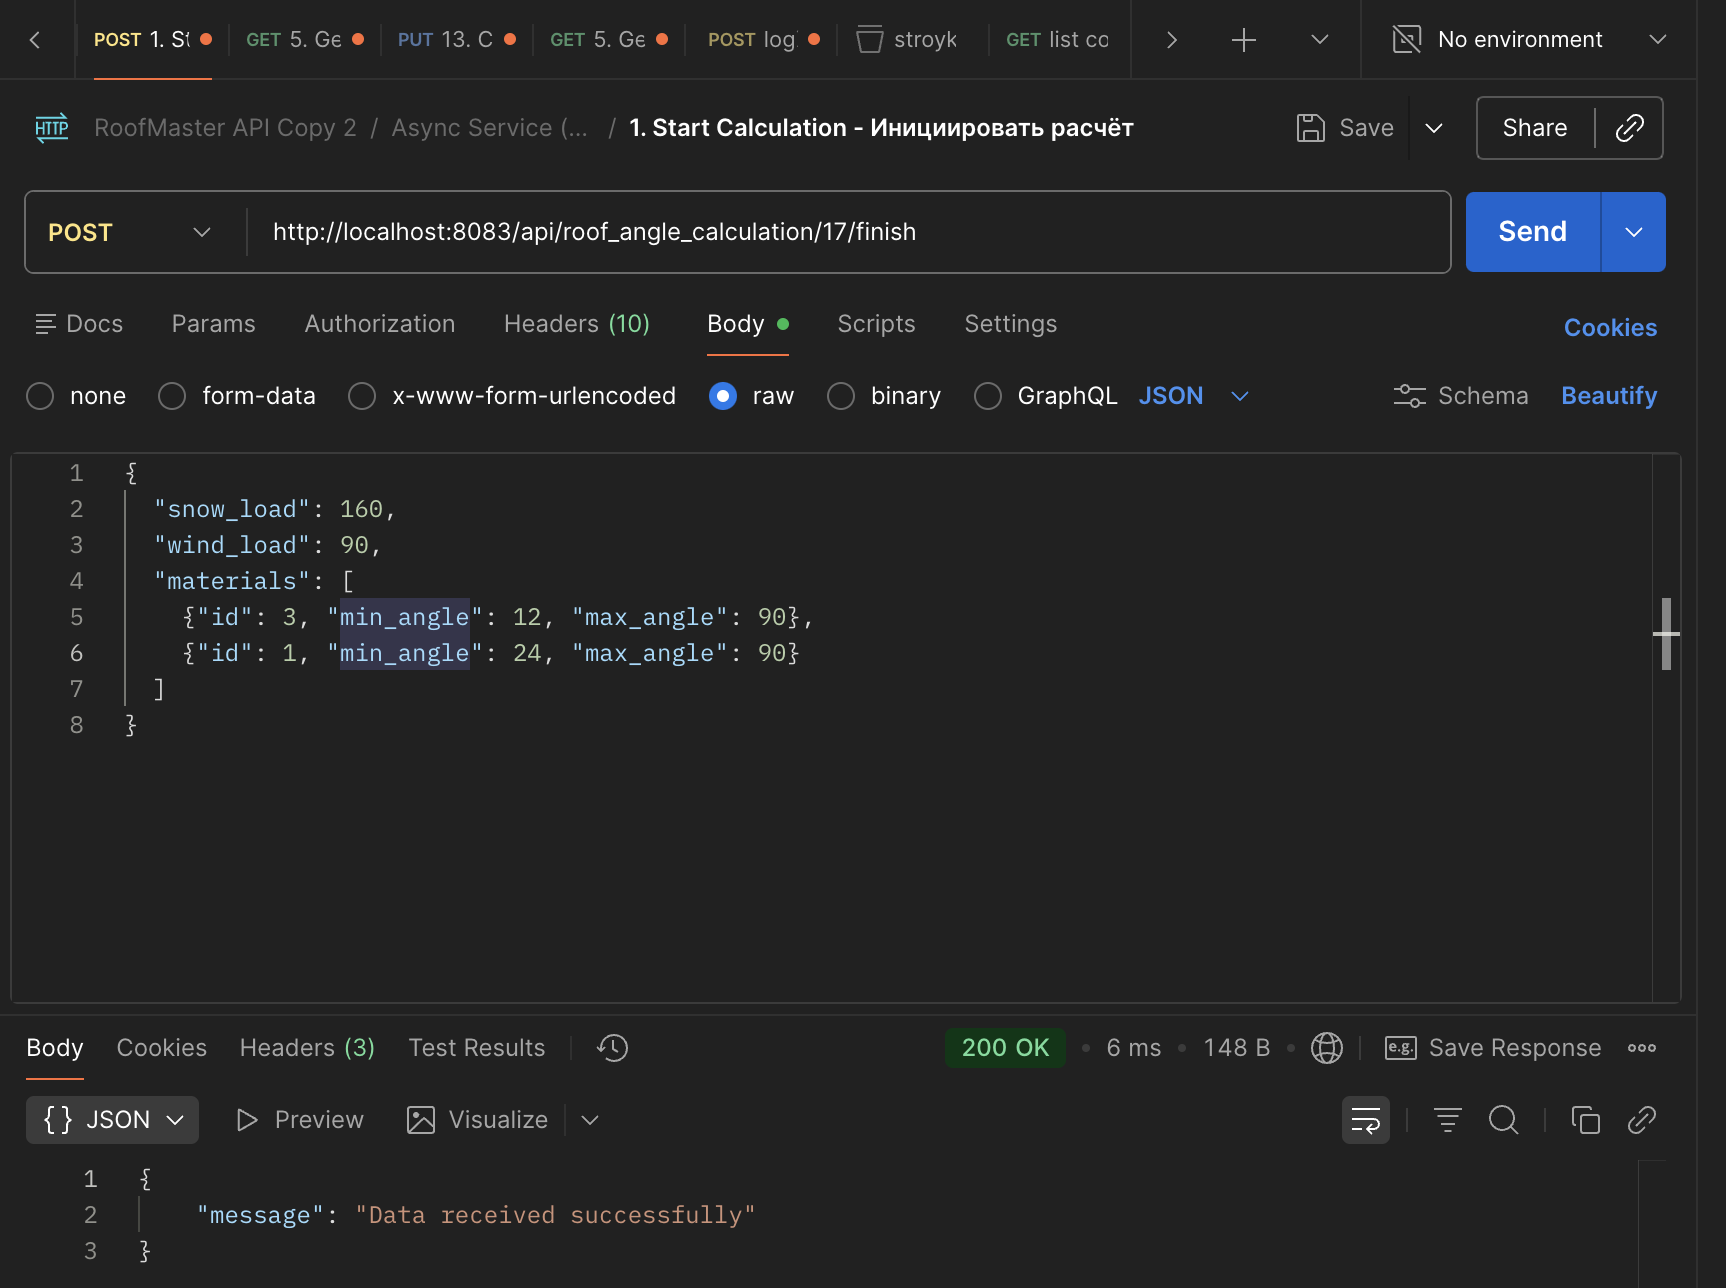 POST 1. St GET 5. Ge PUT 13. C GET 5. Ge POST log stroyk GET list co No environment
HTTP RoofMaster API Copy 2 / Async Service (... / 1. Start Calculation - Инициировать расчёт Save Share
POST http://localhost:8083/api/roof_angle_calculation/17/finish Send
Docs Params Authorization Headers (10) Body Scripts Settings Cookies
none form-data x-www-form-urlencoded raw binary GraphQL JSON Schema Beautify
1 {
2 "snow_load": 160,
3 "wind_load": 90,
4 "materials": [
5 {"id": 3, "min_angle": 12, "max_angle": 90},
6 {"id": 1, "min_angle": 24, "max_angle": 90}
7 ]
8 }
Body Cookies Headers (3) Test Results 200 OK • 6 ms • 148 B • e.g. Save Response
{} JSON Preview Visualize
1 {
2 "message": "Data received successfully"
3 }